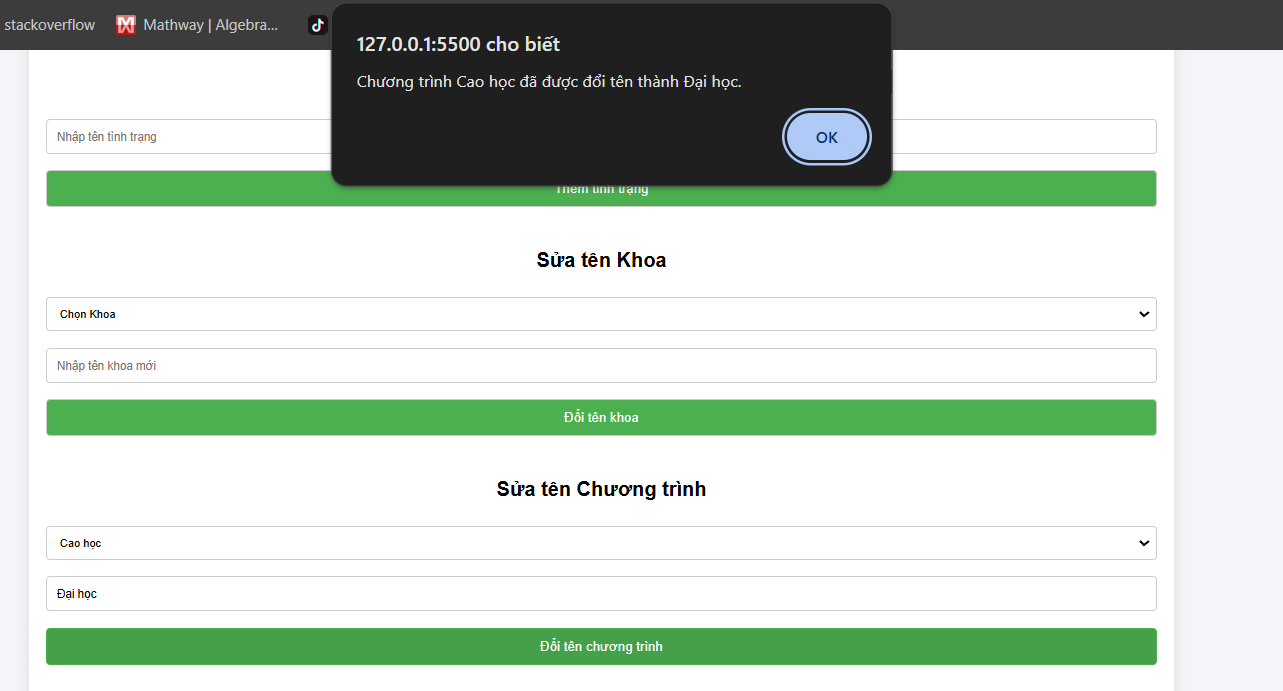 stackoverflow
Mathway | Algebra...
127.0.0.1:5500 cho biết
Chương trình Cao học đã được đổi tên thành Đại học.
OK
Nhập tên tình trạng
Thêm tình trạng
Sửa tên Khoa
Chọn Khoa
Nhập tên khoa mới
Đổi tên khoa
Sửa tên Chương trình
Cao học
Đại học
Đổi tên chương trình